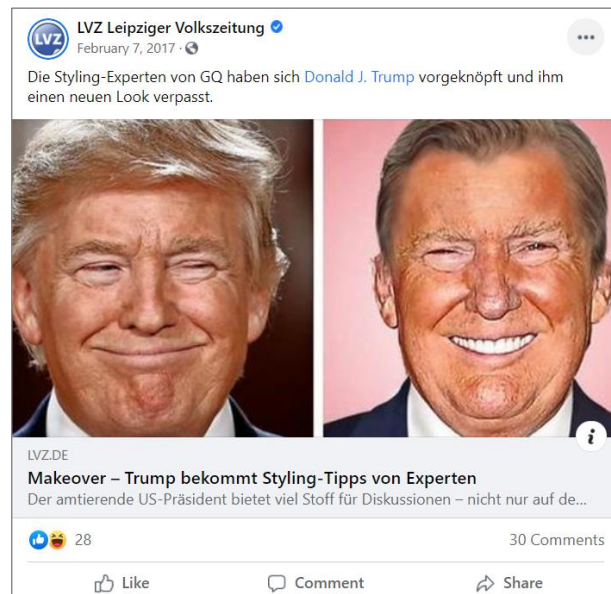 LVZ
LVZ Leipziger Volkszeitung
February 7, 2017 ·
Die Styling-Experten von GQ haben sich Donald J. Trump vorgeknöpft und ihm
einen neuen Look verpasst.
i
LVZ.DE
Makeover – Trump bekommt Styling-Tipps von Experten
Der amtierende US-Präsident bietet viel Stoff für Diskussionen – nicht nur auf de...
28
30 Comments
Like
Comment
Share